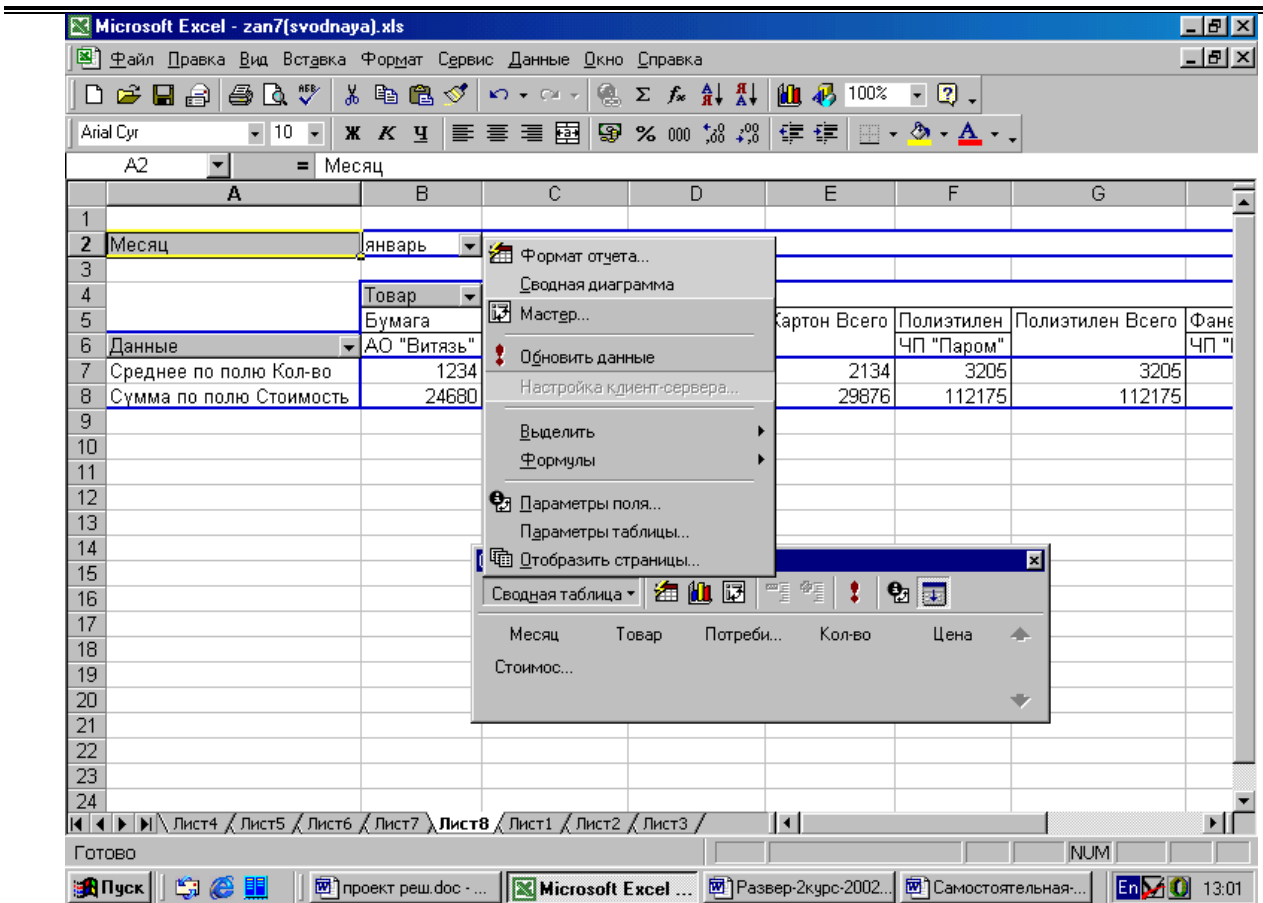 Microsoft Excel - zan7(svodnaya).xls
Файл Правка Вид Вставка Формат Сервис Данные Окно Справка
100%
Arial Cyr 10 Ж К Ч % 000
A2 = Месяц
A B C D E F G
1
2 Месяц январь
3
4 Товар
5 Бумага Картон Всего Полиэтилен Полиэтилен Всего
6 Данные АО "Витязь" ЧП "Паром"
7 Среднее по полю Кол-во 1234 2134 3205 3205
8 Сумма по полю Стоимость 24680 29876 112175 112175
9
10
11
12
13
14
15
16
17
18
19
20
21
22
23
24
Формат отчета...
Сводная диаграмма
Мастер...
Обновить данные
Настройка клиент-сервера...
Выделить
Формулы
Параметры поля...
Параметры таблицы...
Отобразить страницы...
Сводная таблица
Месяц Товар Потреби... Кол-во Цена
Стоимос...
Лист4 Лист5 Лист6 Лист7 Лист8 Лист1 Лист2 Лист3
Готово NUM
Пуск проект реш.doc - ... Microsoft Excel ... Развер-2курс-2002... Самостоятельная-... En 13:01